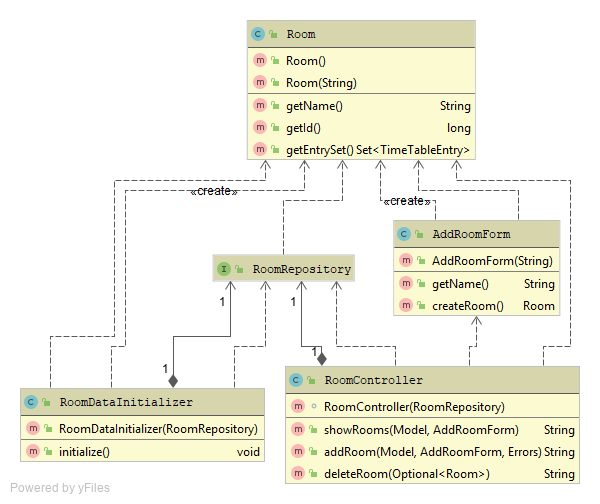 C Room
m Room()
m Room(String)
m getName() String
m getId() long
m getEntrySet() Set<TimeTableEntry>
«create»
«create»
C AddRoomForm
m AddRoomForm(String)
m getName() String
m createRoom() Room
I RoomRepository
1
1
1
1
C RoomDataInitializer
m RoomDataInitializer(RoomRepository)
m initialize() void
C RoomController
m RoomController(RoomRepository)
m showRooms(Model, AddRoomForm) String
m addRoom(Model, AddRoomForm, Errors) String
m deleteRoom(Optional<Room>) String
Powered by yFiles